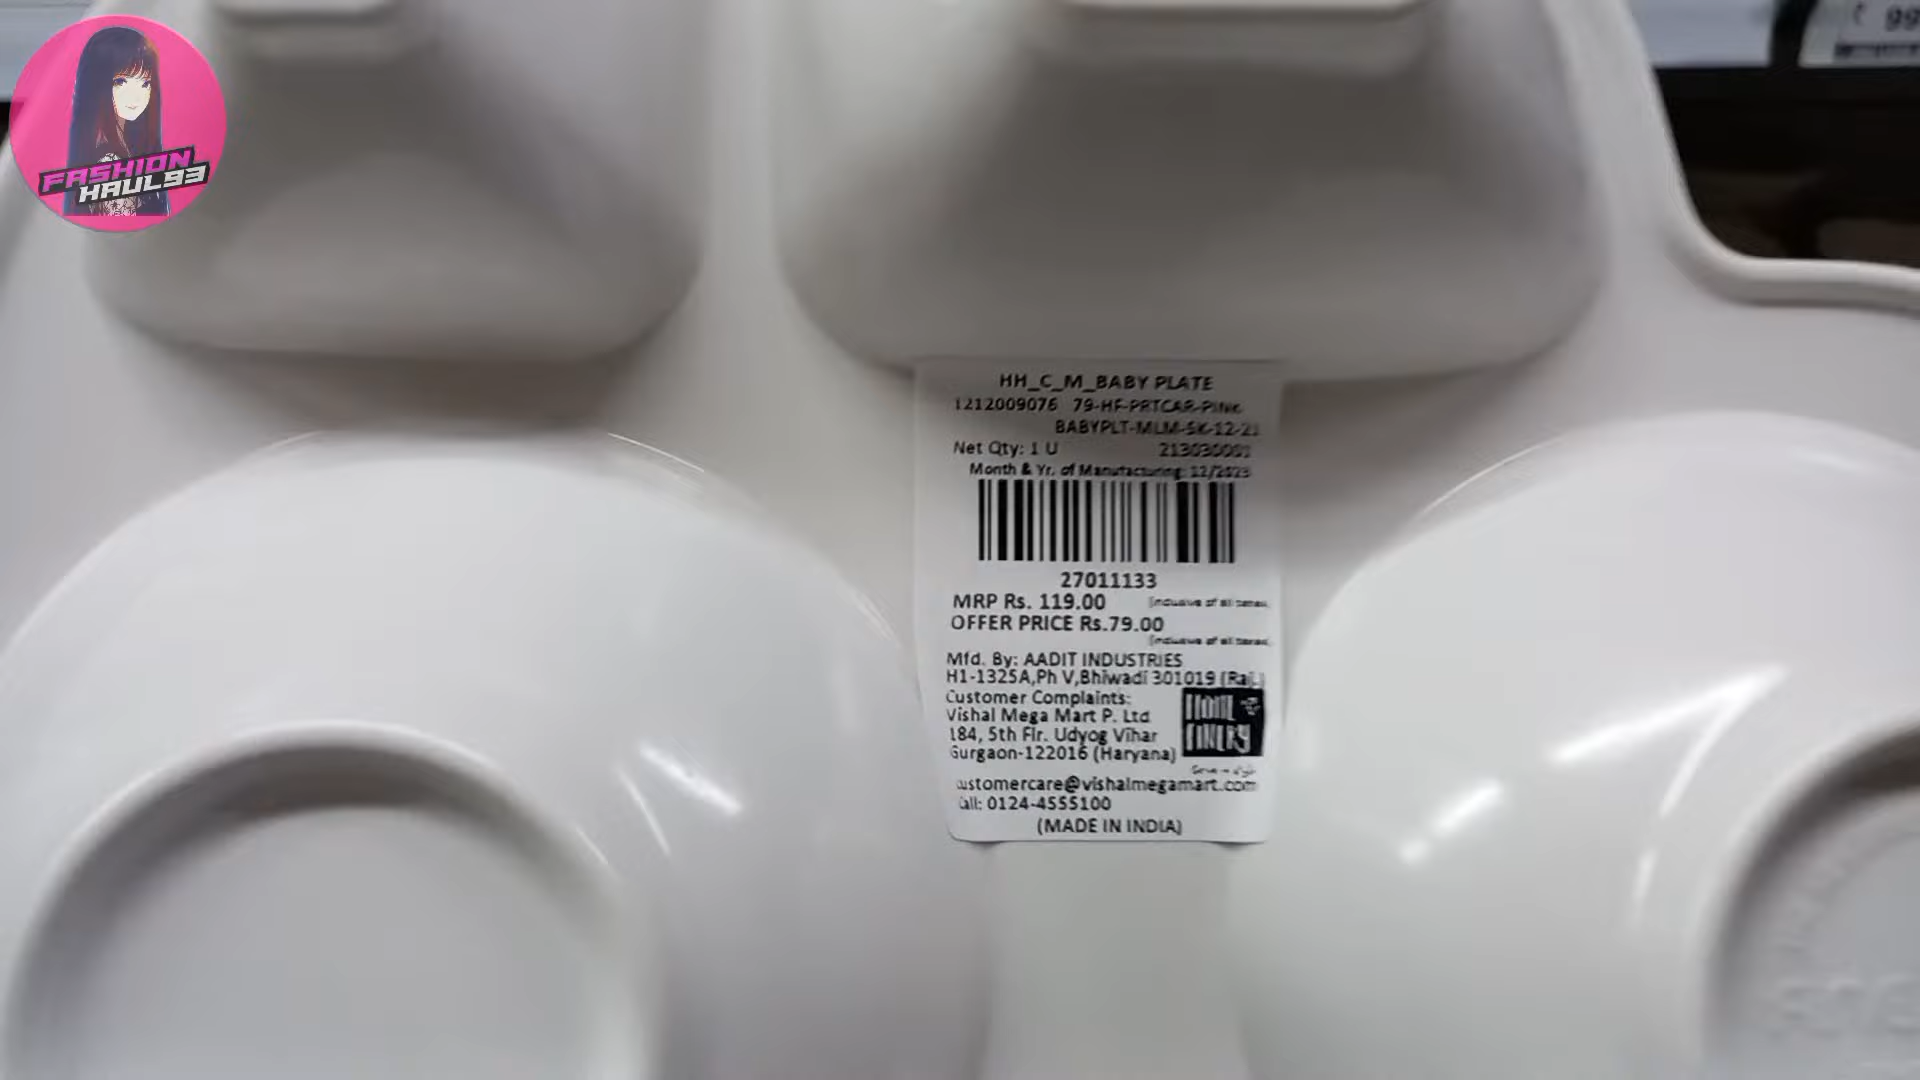 FASHION
HAUL93
₹ 99
HH_C_M_BABY PLATE
1212009076 79-HF-PRTCAR-PINK
BABYPLT-MLM-SK-12-21
Net Qty: 1 U
Month & Yr. of Manufacturing: 12/2023
27011133
MRP Rs. 119.00 (Inclusive of all taxes)
OFFER PRICE Rs.79.00
(Inclusive of all taxes)
Mfd. By: AADIT INDUSTRIES
H1-1325A,Ph V,Bhiwadi 301019 (Raj.)
Customer Complaints:
Vishal Mega Mart P. Ltd
184, 5th Flr. Udyog Vihar
Gurgaon-122016 (Haryana)
HOME
FINERY
customercare@vishalmegamart.com
Call: 0124-4555100
(MADE IN INDIA)